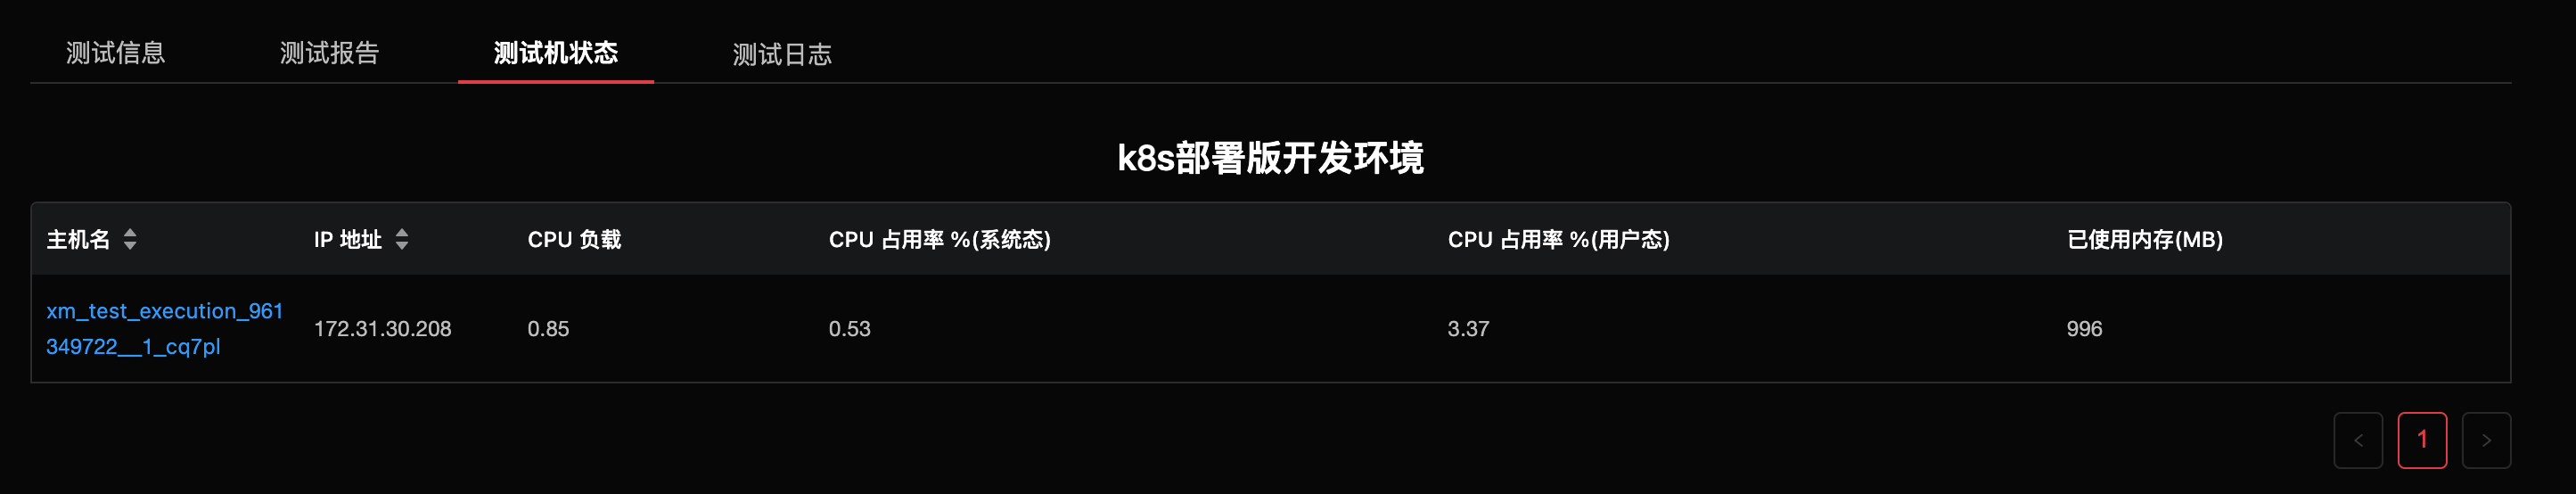 测试信息 测试报告 测试机状态 测试日志
k8s部署版开发环境
主机名 IP 地址 CPU 负载 CPU 占用率 %(系统态) CPU 占用率 %(用户态) 已使用内存(MB)
xm_test_execution_961
349722__1_cq7pl 172.31.30.208 0.85 0.53 3.37 996
1